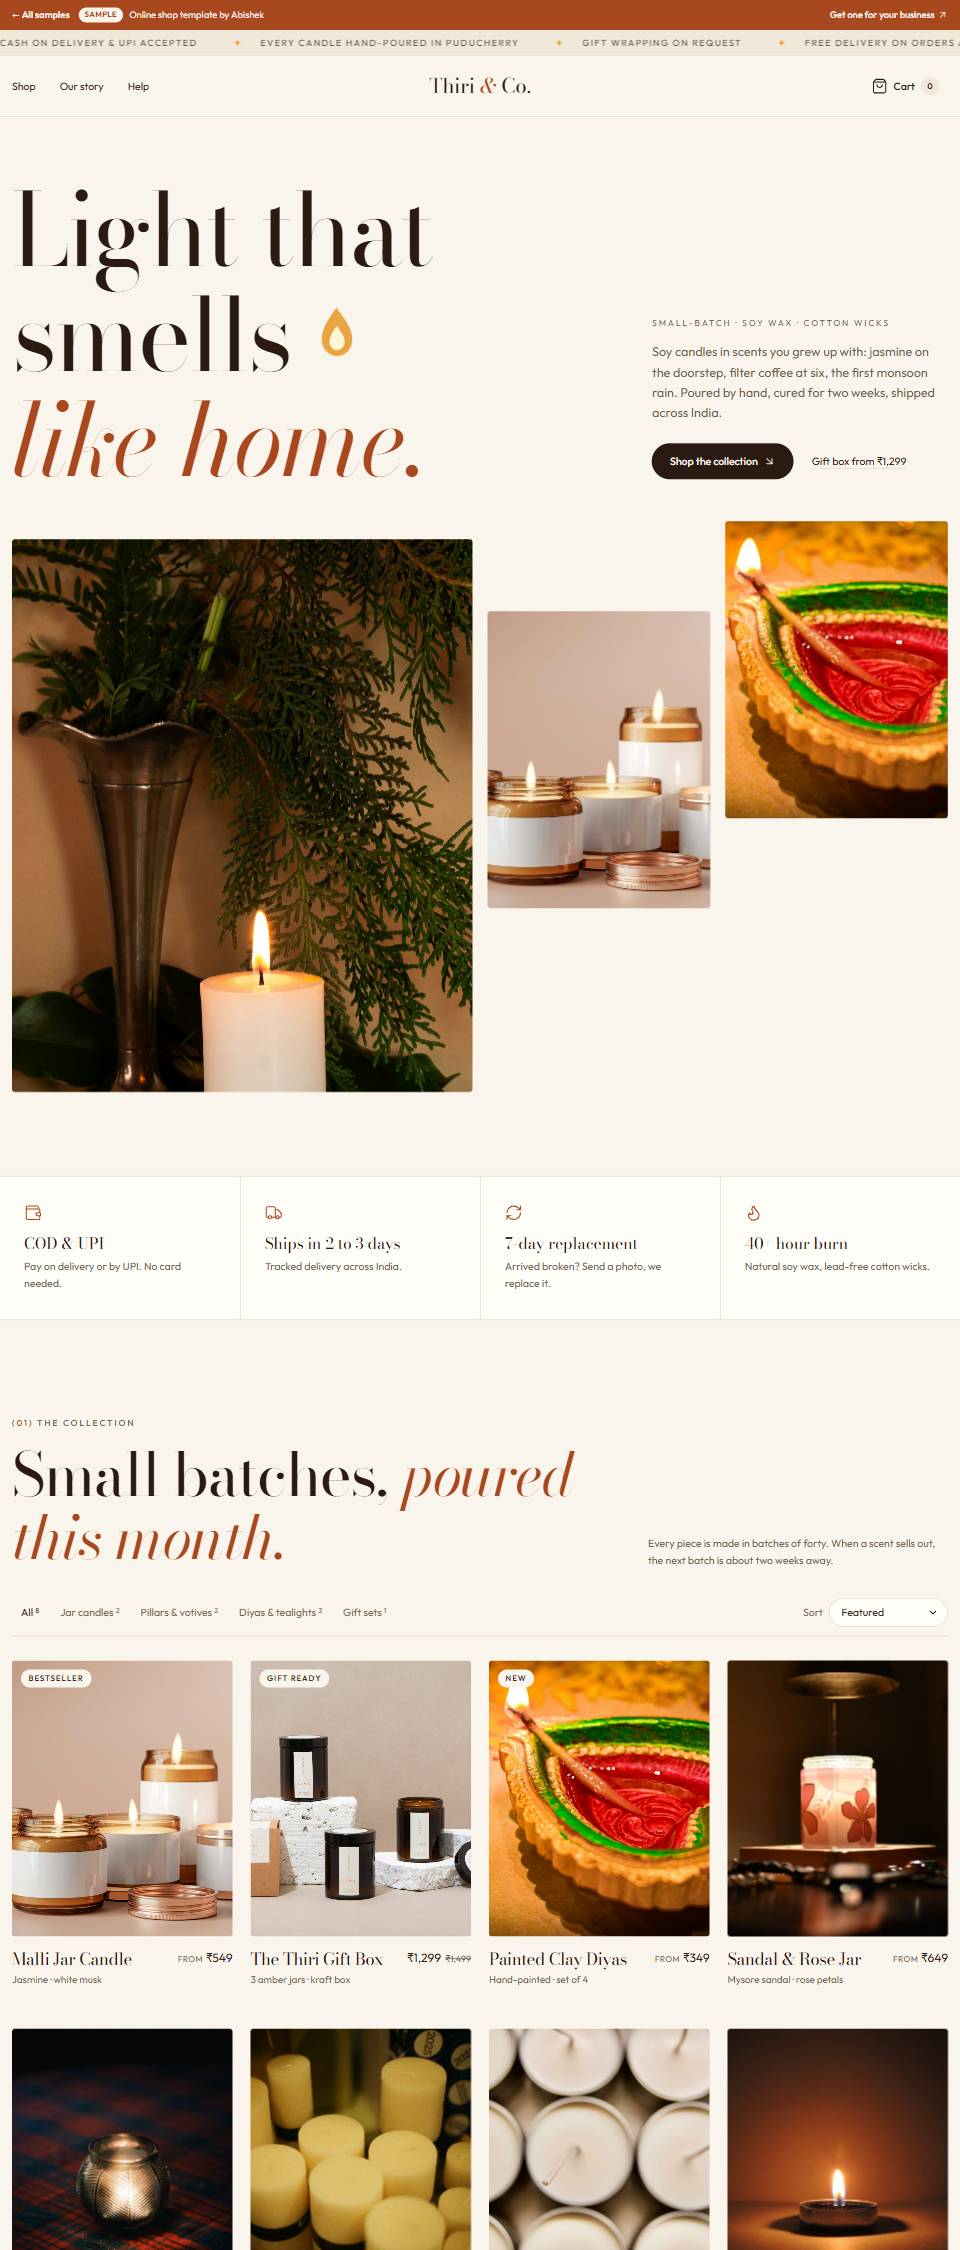 ← All samples SAMPLE Online shop template by Abishek Get one for your business ↗
CASH ON DELIVERY & UPI ACCEPTED ✦ EVERY CANDLE HAND-POURED IN PUDUCHERRY ✦ GIFT WRAPPING ON REQUEST ✦ FREE DELIVERY ON ORDERS
Shop Our story Help Thiri & Co. Cart 0
Light that
smells
like home.
SMALL-BATCH · SOY WAX · COTTON WICKS
Soy candles in scents you grew up with: jasmine on
the doorstep, filter coffee at six, the first monsoon
rain. Poured by hand, cured for two weeks, shipped
across India.
Shop the collection ↘ Gift box from ₹1,299
COD & UPI
Pay on delivery or by UPI. No card
needed.
Ships in 2 to 3 days
Tracked delivery across India.
7-day replacement
Arrived broken? Send a photo, we
replace it.
40+ hour burn
Natural soy wax, lead-free cotton wicks.
(01) THE COLLECTION
Small batches, poured
this month.
Every piece is made in batches of forty. When a scent sells out,
the next batch is about two weeks away.
All 8 Jar candles 2 Pillars & votives 2 Diyas & tealights 3 Gift sets 1 Sort Featured
BESTSELLER
GIFT READY
NEW
Malli Jar Candle FROM ₹549
Jasmine · white musk
The Thiri Gift Box ₹1,299 ₹1,499
3 amber jars · kraft box
Painted Clay Diyas FROM ₹349
Hand-painted · set of 4
Sandal & Rose Jar FROM ₹649
Mysore sandal · rose petals